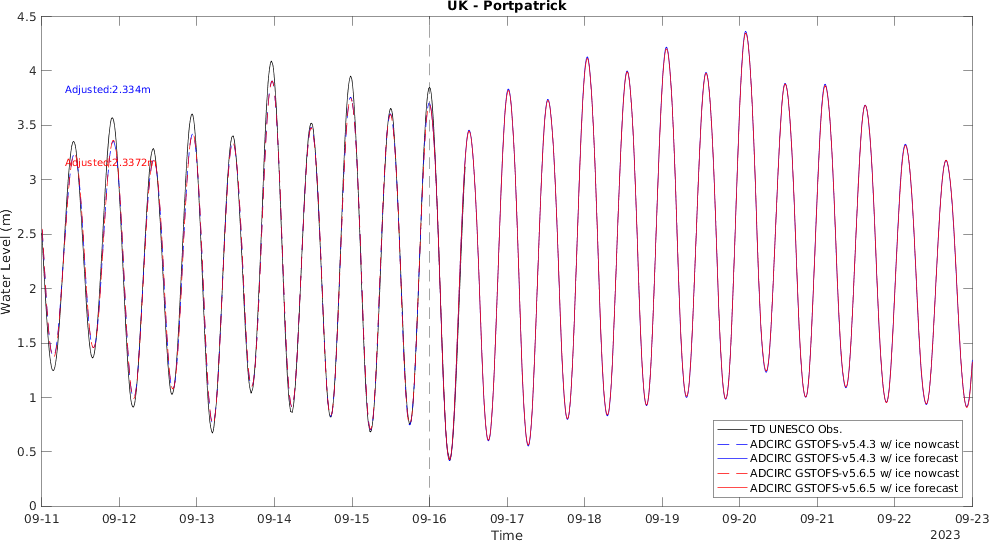 UK - Portpatrick
4.5
4
3.5
3
2.5
2
1.5
1
0.5
0
Water Level (m)
Adjusted:2.334m
Adjusted:2.3372m
TD UNESCO Obs.
ADCIRC GSTOFS-v5.4.3 w/ ice nowcast
ADCIRC GSTOFS-v5.4.3 w/ ice forecast
ADCIRC GSTOFS-v5.6.5 w/ ice nowcast
ADCIRC GSTOFS-v5.6.5 w/ ice forecast
09-11 09-12 09-13 09-14 09-15 09-16 09-17 09-18 09-19 09-20 09-21 09-22 09-23
Time
2023